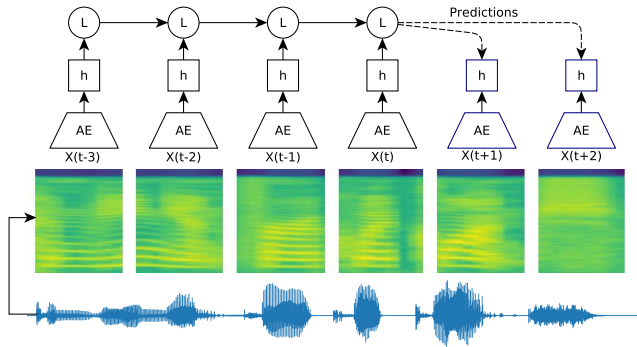 Predictions
L L L L
h h h h h h
AE AE AE AE AE AE
X(t-3) X(t-2) X(t-1) X(t) X(t+1) X(t+2)